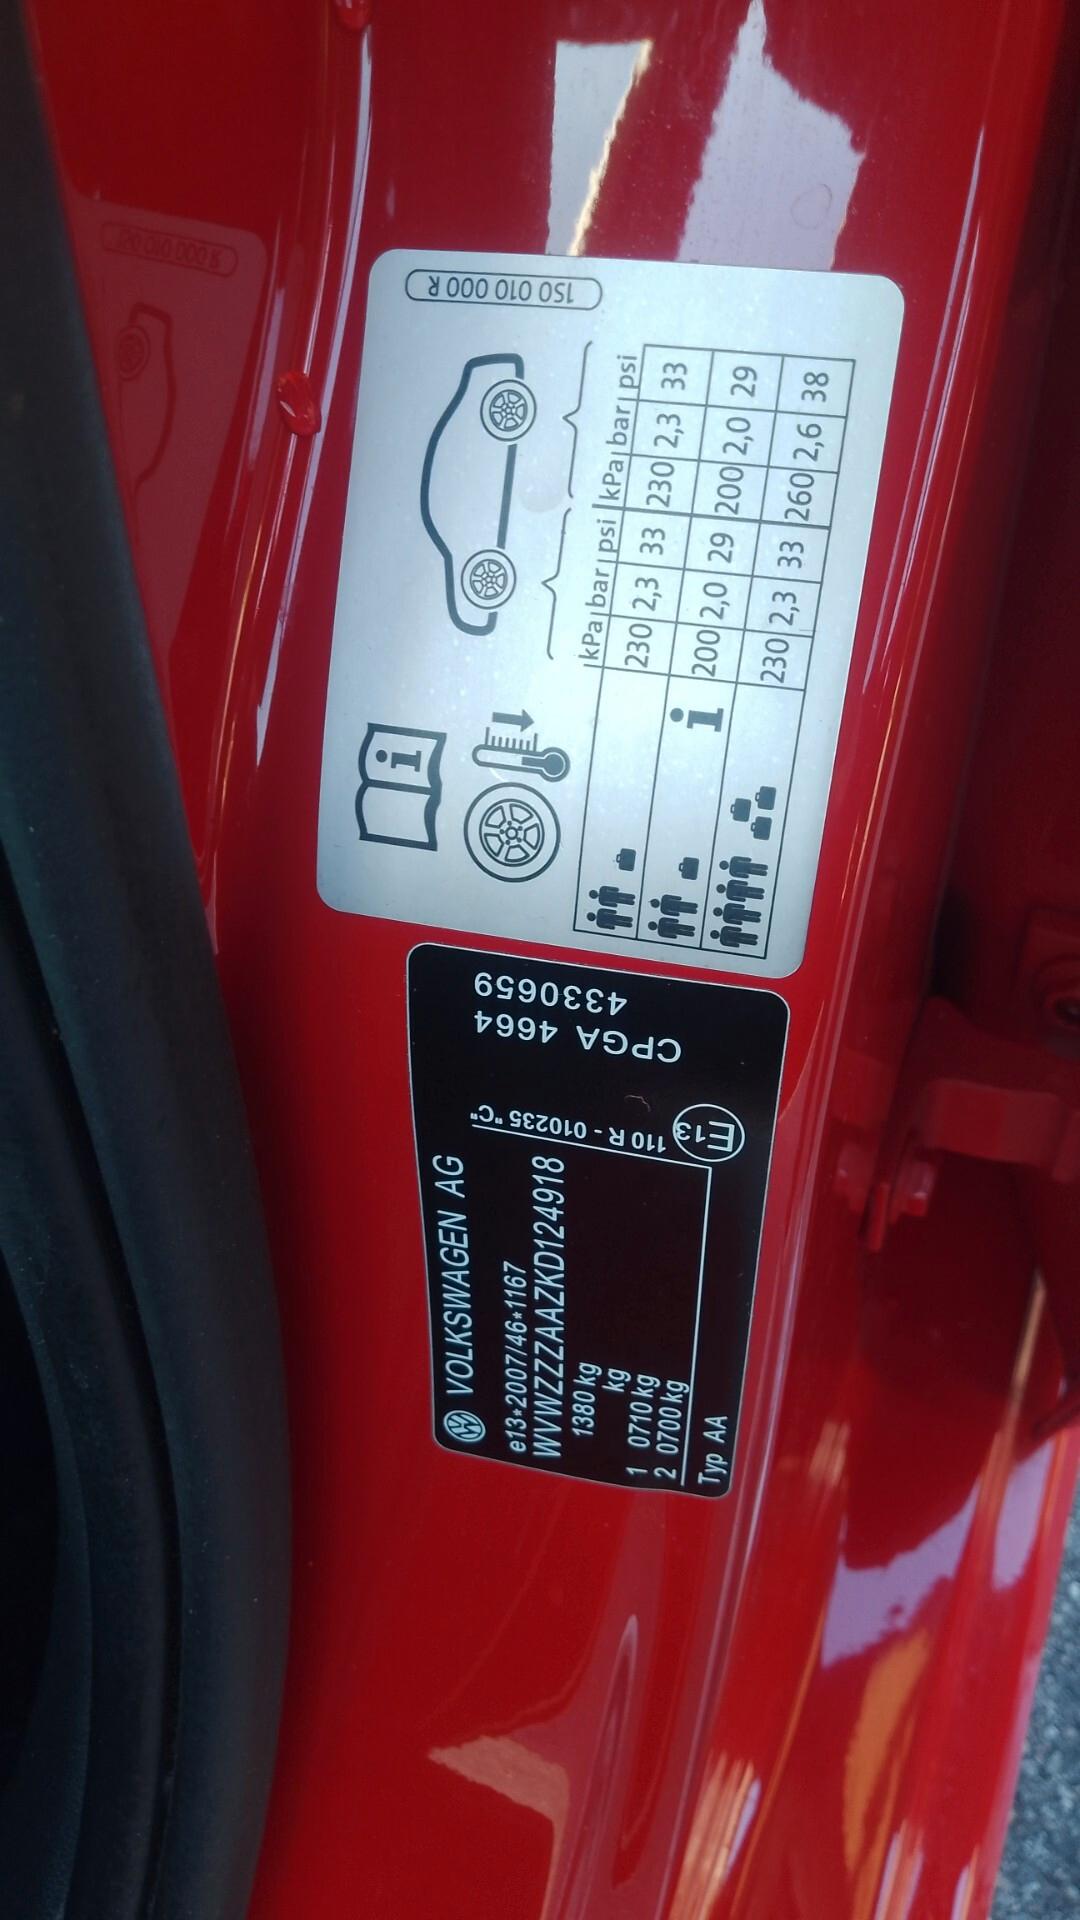 1S0 010 000 R
kPa bar psi kPa bar psi
230 2,3 33 230 2,3 33
200 2,0 29 200 2,0 29
230 2,3 33 260 2,6 38
VOLKSWAGEN AG
e13*2007/46*1167
WVWZZZAAZKD124918
1380 kg
kg
1 0710 kg
2 0700 kg
Typ AA
E13
110 R - 010235 "C"
CPGA 4664
4330659